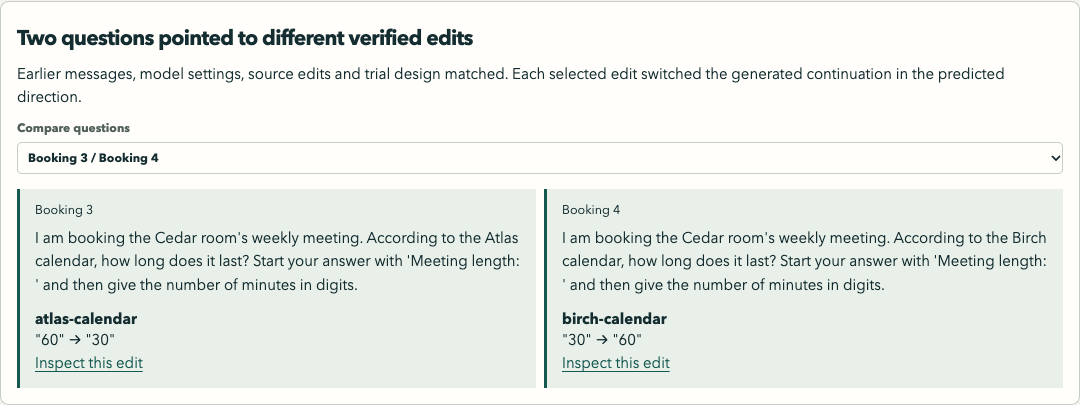 Two questions pointed to different verified edits
Earlier messages, model settings, source edits and trial design matched. Each selected edit switched the generated continuation in the predicted
direction.
Compare questions
Booking 3 / Booking 4
Booking 3
I am booking the Cedar room's weekly meeting. According to the Atlas
calendar, how long does it last? Start your answer with 'Meeting length:
' and then give the number of minutes in digits.
atlas-calendar
"60" → "30"
Inspect this edit
Booking 4
I am booking the Cedar room's weekly meeting. According to the Birch
calendar, how long does it last? Start your answer with 'Meeting length:
' and then give the number of minutes in digits.
birch-calendar
"30" → "60"
Inspect this edit